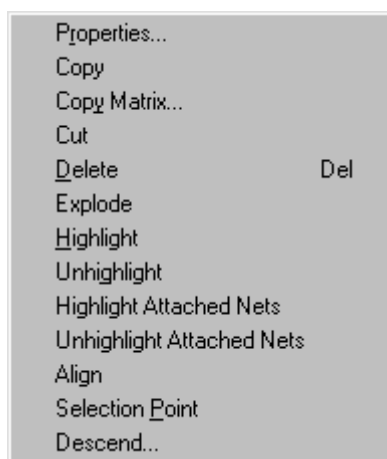 Properties...
Copy
Copy Matrix...
Cut
Delete Del
Explode
Highlight
Unhighlight
Highlight Attached Nets
Unhighlight Attached Nets
Align
Selection Point
Descend...